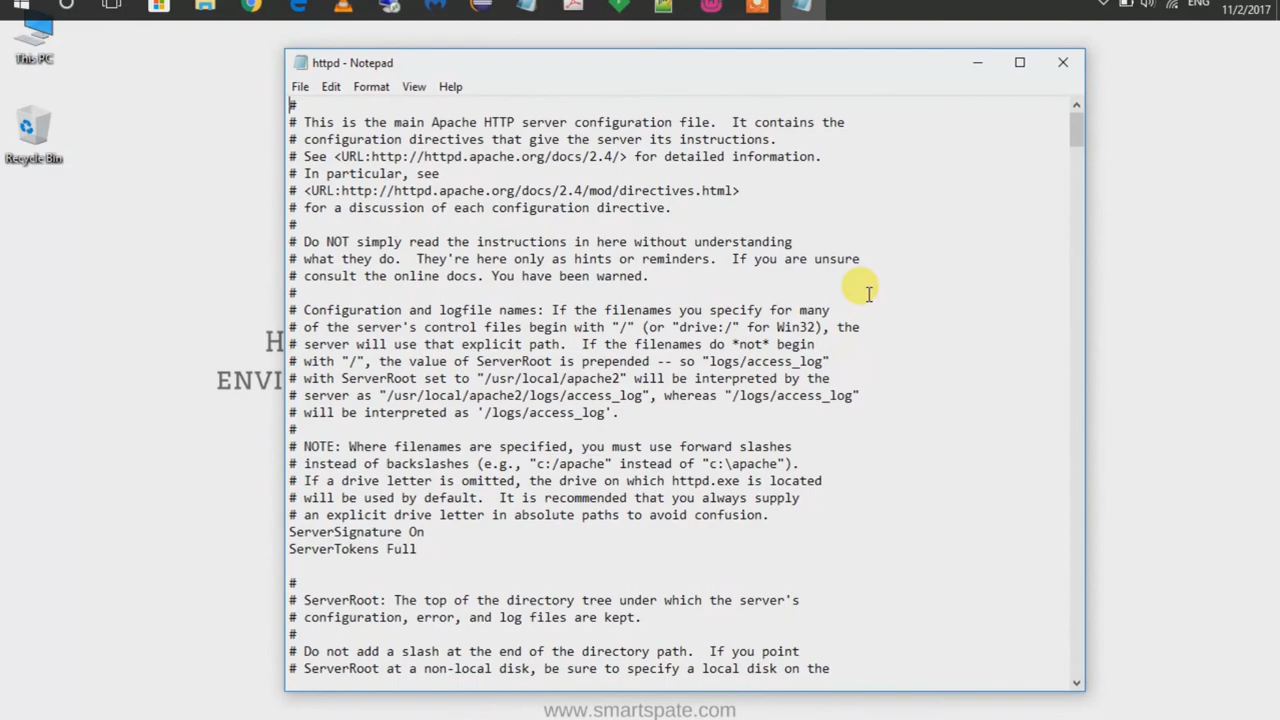 ENG
11/2/2017
This PC
Recycle Bin
httpd - Notepad
File Edit Format View Help
#
# This is the main Apache HTTP server configuration file.  It contains the
# configuration directives that give the server its instructions.
# See <URL:http://httpd.apache.org/docs/2.4/> for detailed information.
# In particular, see
# <URL:http://httpd.apache.org/docs/2.4/mod/directives.html>
# for a discussion of each configuration directive.
#
# Do NOT simply read the instructions in here without understanding
# what they do.  They're here only as hints or reminders.  If you are unsure
# consult the online docs. You have been warned.
#
# Configuration and logfile names: If the filenames you specify for many
# of the server's control files begin with "/" (or "drive:/" for Win32), the
# server will use that explicit path.  If the filenames do *not* begin
# with "/", the value of ServerRoot is prepended -- so "logs/access_log"
# with ServerRoot set to "/usr/local/apache2" will be interpreted by the
# server as "/usr/local/apache2/logs/access_log", whereas "/logs/access_log"
# will be interpreted as '/logs/access_log'.
#
# NOTE: Where filenames are specified, you must use forward slashes
# instead of backslashes (e.g., "c:/apache" instead of "c:\apache").
# If a drive letter is omitted, the drive on which httpd.exe is located
# will be used by default.  It is recommended that you always supply
# an explicit drive letter in absolute paths to avoid confusion.
ServerSignature On
ServerTokens Full
#
# ServerRoot: The top of the directory tree under which the server's
# configuration, error, and log files are kept.
#
# Do not add a slash at the end of the directory path.  If you point
# ServerRoot at a non-local disk, be sure to specify a local disk on the
H
ENVI
www.smartspate.com